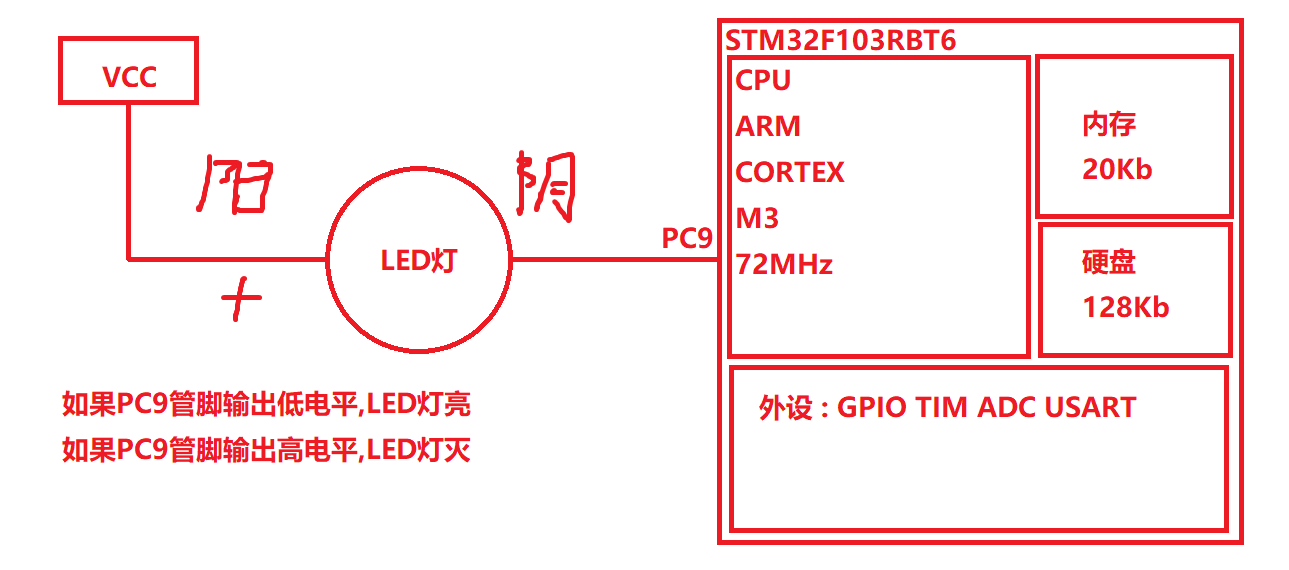 VCC
阳
+
LED灯
PC9
STM32F103RBT6
CPU
ARM
CORTEX
M3
72MHz
内存
20Kb
硬盘
128Kb
外设 : GPIO TIM ADC USART
如果PC9管脚输出低电平,LED灯亮
如果PC9管脚输出高电平,LED灯灭